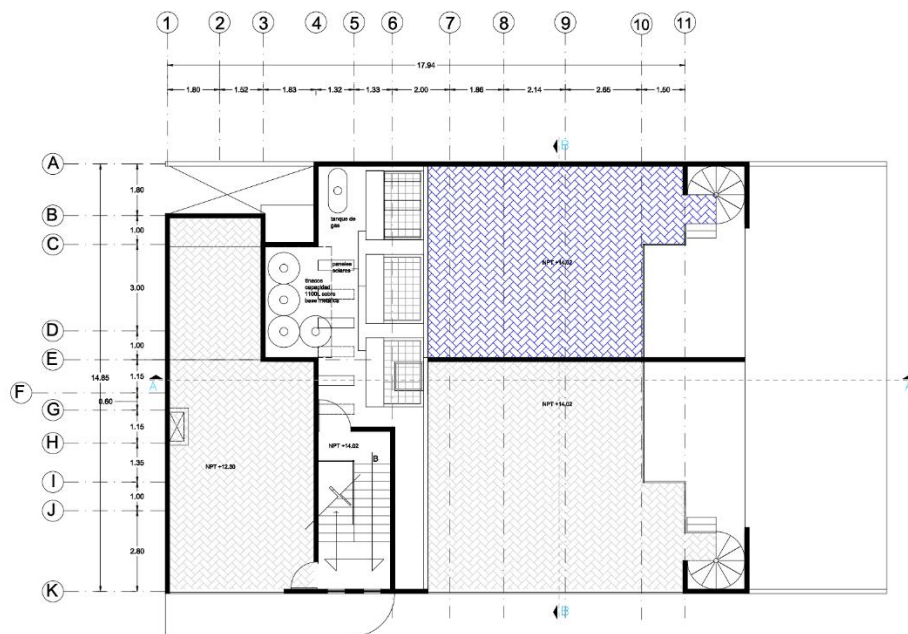 1 2 3 4 5 6 7 8 9 10 11
17.94
1.80 1.52 1.83 1.32 1.33 2.00 1.86 2.14 2.65 1.50
B
A
B
C
D
E
F
G
H
I
J
K
1.80
1.00
3.00
1.00
1.15
14.85
0.60
1.15
1.35
1.00
2.80
A
tanque de
gas
paneles
solares
tinacos
capacidad
1100L sobre
base metálica
NPT +14.02
NPT +14.02
NPT +14.02
NPT +12.80
B
B